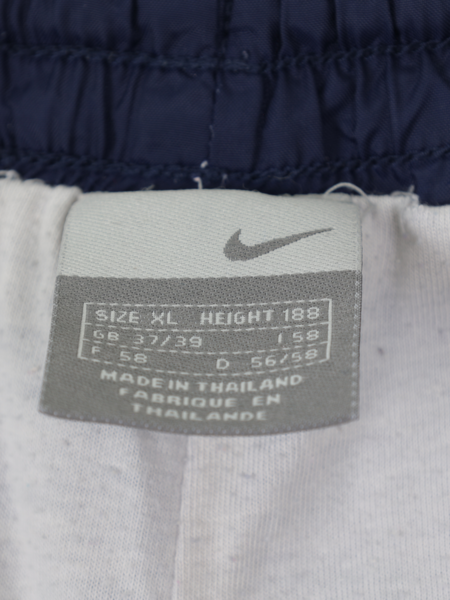 SIZE XL HEIGHT 188
GB 37/39 I 58
F 58 D 56/58
MADE IN THAILAND
FABRIQUE EN
THAILANDE